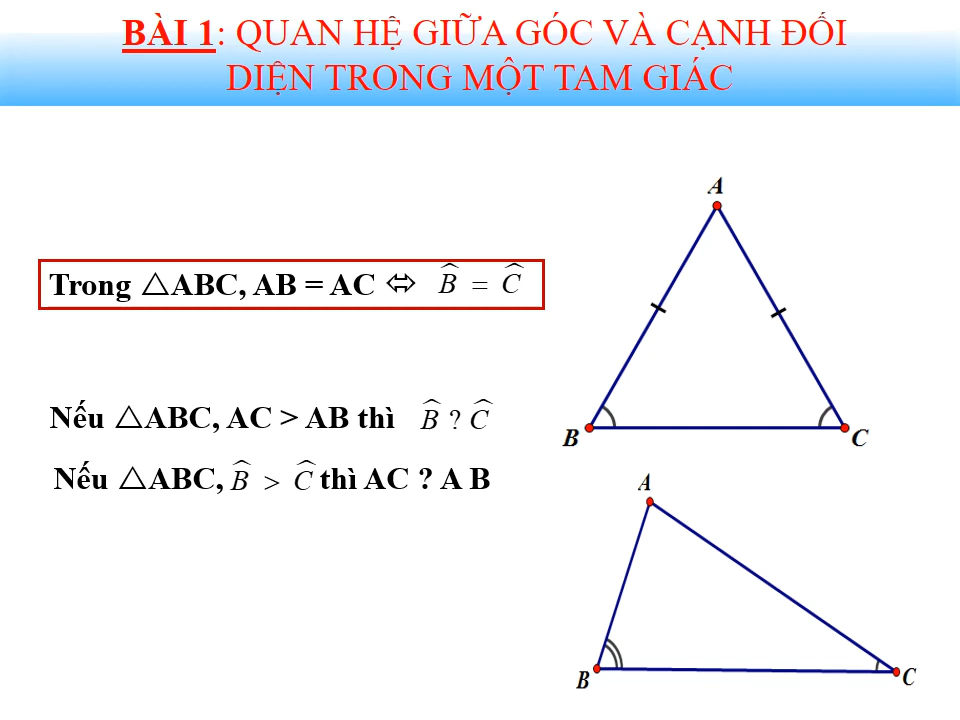 BÀI 1: QUAN HỆ GIỮA GÓC VÀ CẠNH ĐỐI
DIỆN TRONG MỘT TAM GIÁC
A
Trong △ABC, AB = AC ⇔ B̂ = Ĉ
Nếu △ABC, AC > AB thì B̂ ? Ĉ
B
C
Nếu △ABC, B̂ > Ĉ thì AC ? A B
A
B
C